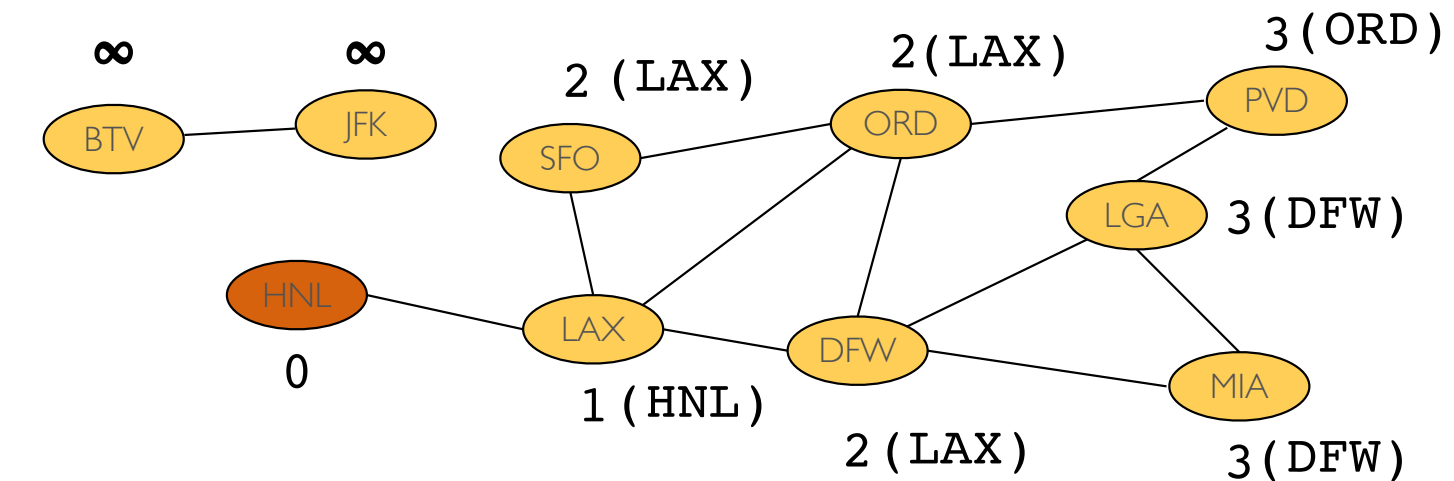 ∞
∞
2 (LAX)
2(LAX)
3(ORD)
BTV
JFK
SFO
ORD
PVD
LGA
3(DFW)
HNL
0
LAX
1(HNL)
DFW
2(LAX)
MIA
3(DFW)